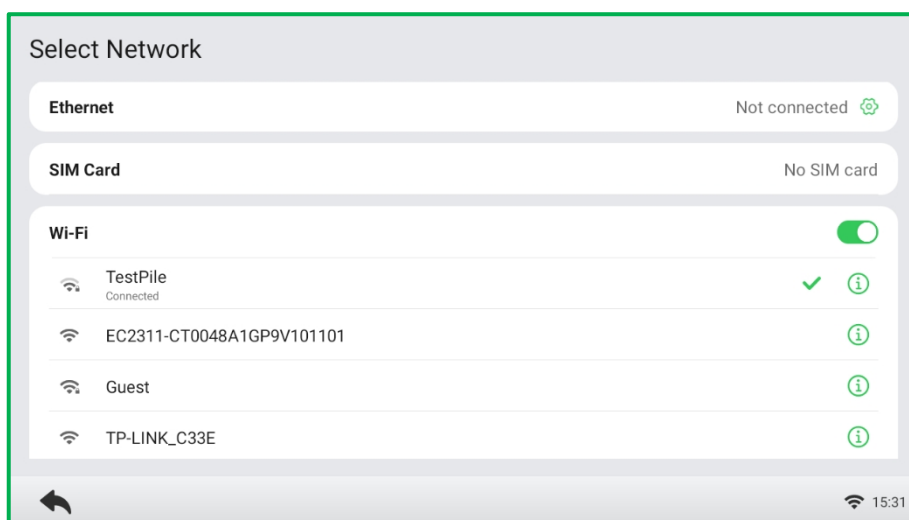 Select Network
Ethernet Not connected
SIM Card No SIM card
Wi-Fi
TestPile
Connected
EC2311-CT0048A1GP9V101101
Guest
TP-LINK_C33E
15:31